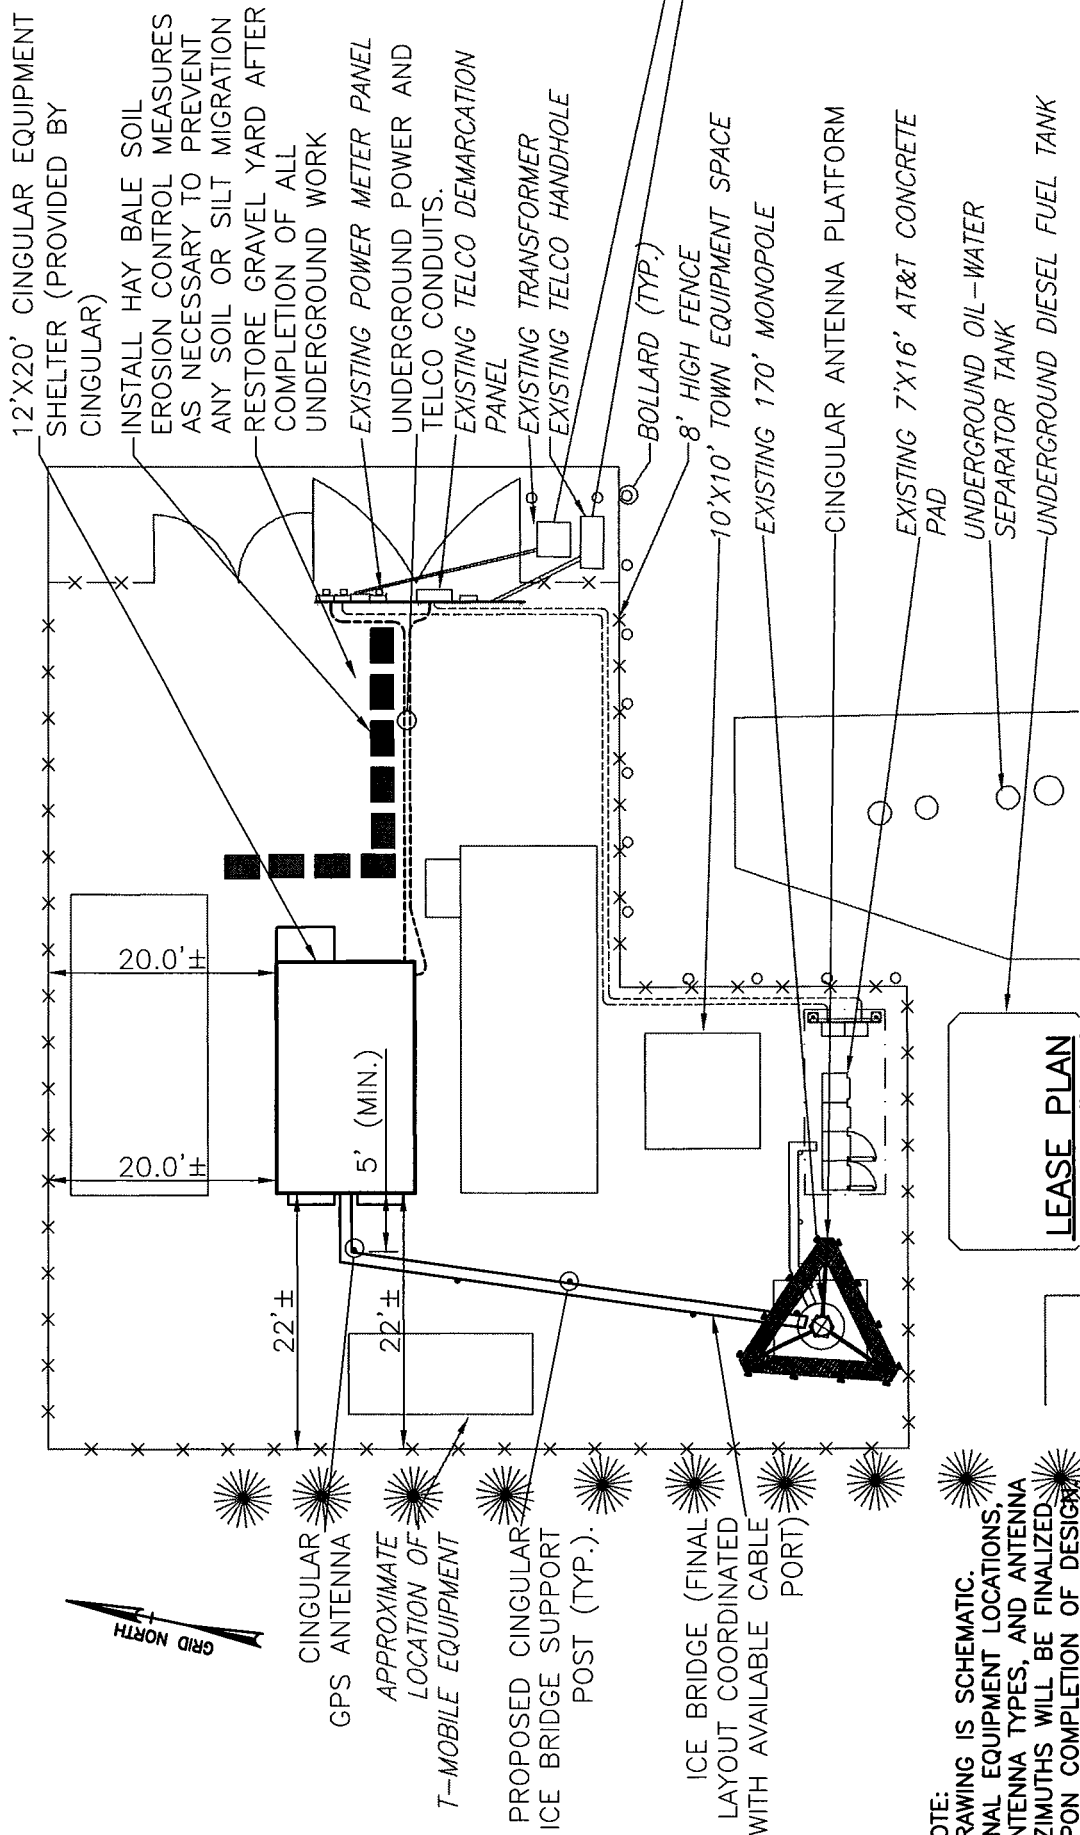 12'X20' CINGULAR EQUIPMENT
SHELTER (PROVIDED BY
CINGULAR)
INSTALL HAY BALE SOIL
EROSION CONTROL MEASURES
AS NECESSARY TO PREVENT
ANY SOIL OR SILT MIGRATION
RESTORE GRAVEL YARD AFTER
COMPLETION OF ALL
UNDERGROUND WORK
EXISTING POWER METER PANEL
UNDERGROUND POWER AND
TELCO CONDUITS.
EXISTING TELCO DEMARCATION
PANEL
EXISTING TRANSFORMER
EXISTING TELCO HANDHOLE
BOLLARD (TYP.)
8' HIGH FENCE
10'X10' TOWN EQUIPMENT SPACE
EXISTING 170' MONOPOLE
CINGULAR ANTENNA PLATFORM
EXISTING 7'X16' AT&T CONCRETE
PAD
UNDERGROUND OIL-WATER
SEPARATOR TANK
UNDERGROUND DIESEL FUEL TANK
20.0'±
20.0'±
5' (MIN.)
22'±
22'±
LEASE PLAN
GRID NORTH
CINGULAR
GPS ANTENNA
APPROXIMATE
LOCATION OF
T-MOBILE EQUIPMENT
PROPOSED CINGULAR
ICE BRIDGE SUPPORT
POST (TYP.).
ICE BRIDGE (FINAL
LAYOUT COORDINATED
WITH AVAILABLE CABLE
PORT)
OTE:
RAWING IS SCHEMATIC.
NAL EQUIPMENT LOCATIONS,
NTENNA TYPES, AND ANTENNA
ZIMUTHS WILL BE FINALIZED
PON COMPLETION OF DESIGN.